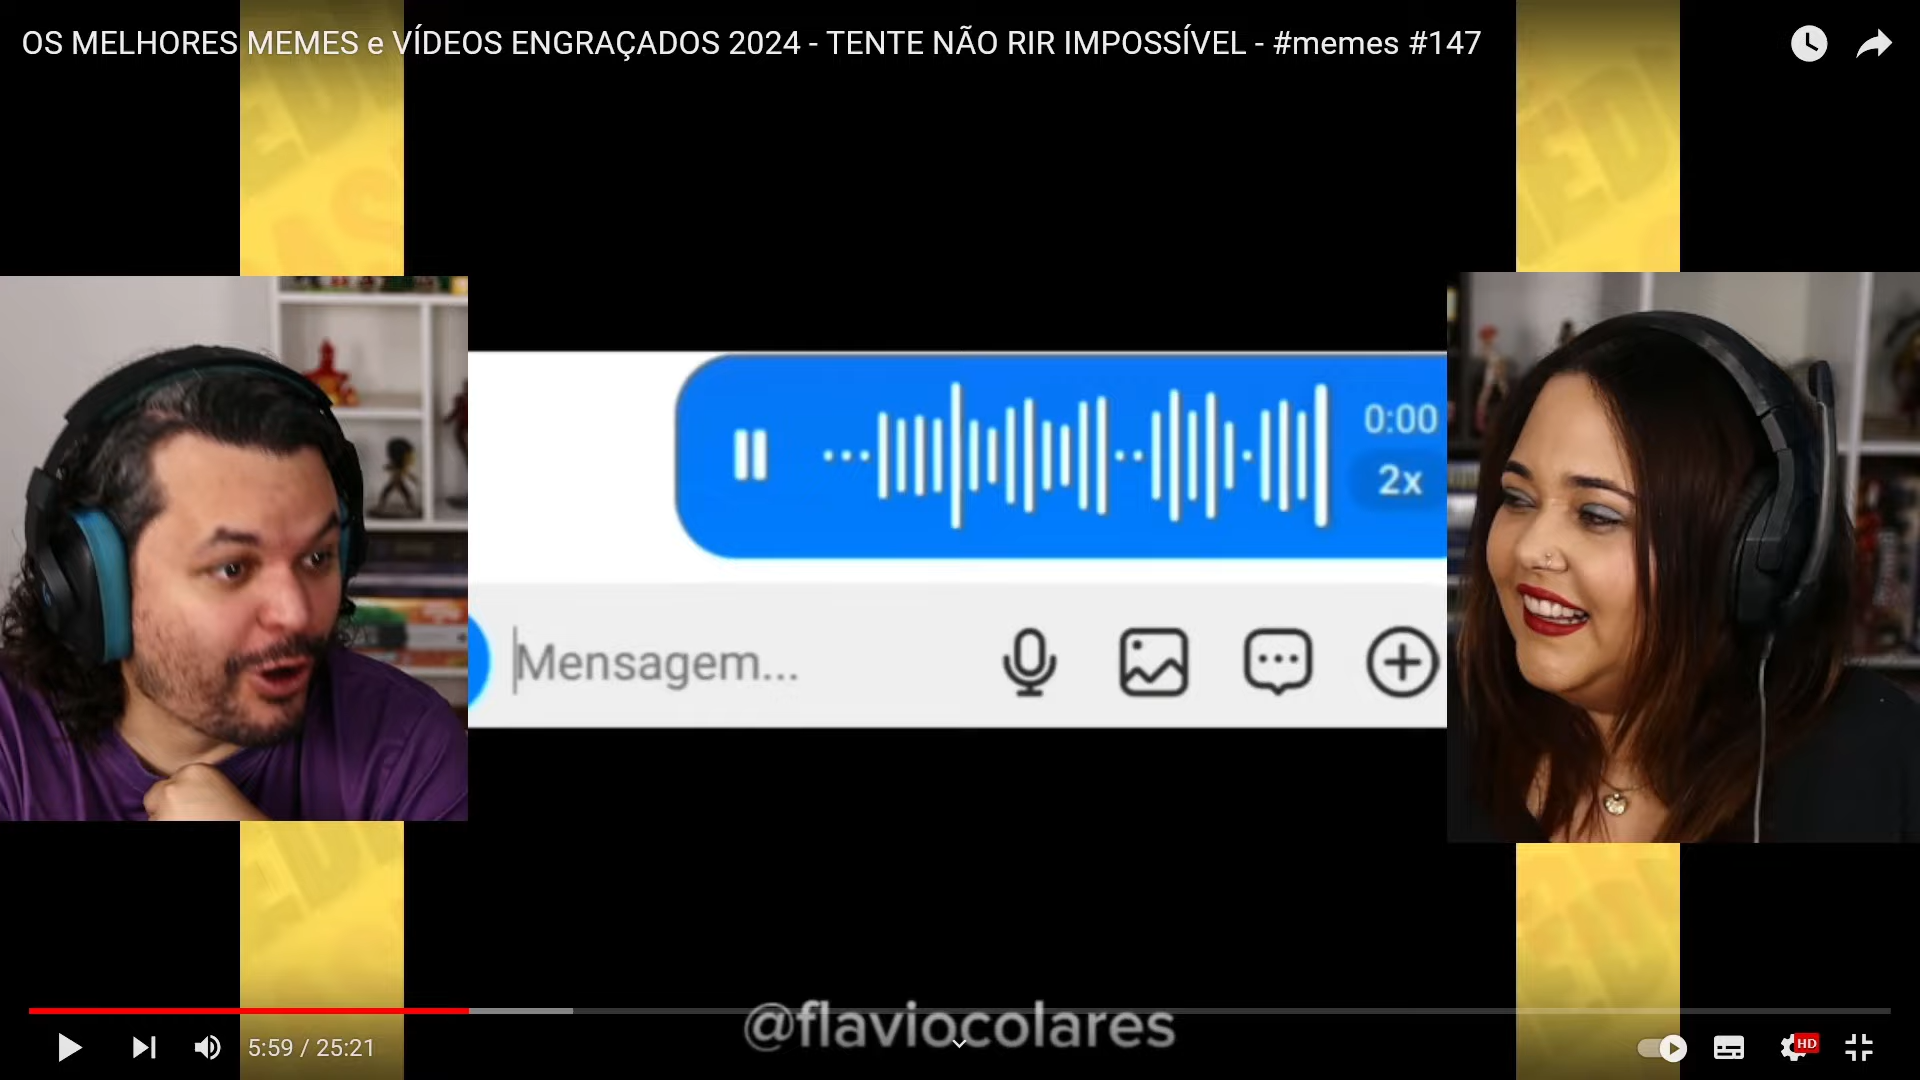 OS MELHORES MEMES e VÍDEOS ENGRAÇADOS 2024 - TENTE NÃO RIR IMPOSSÍVEL - #memes #147
0:00
2x
Mensagem...
@flaviocolares
5:59 / 25:21
HD